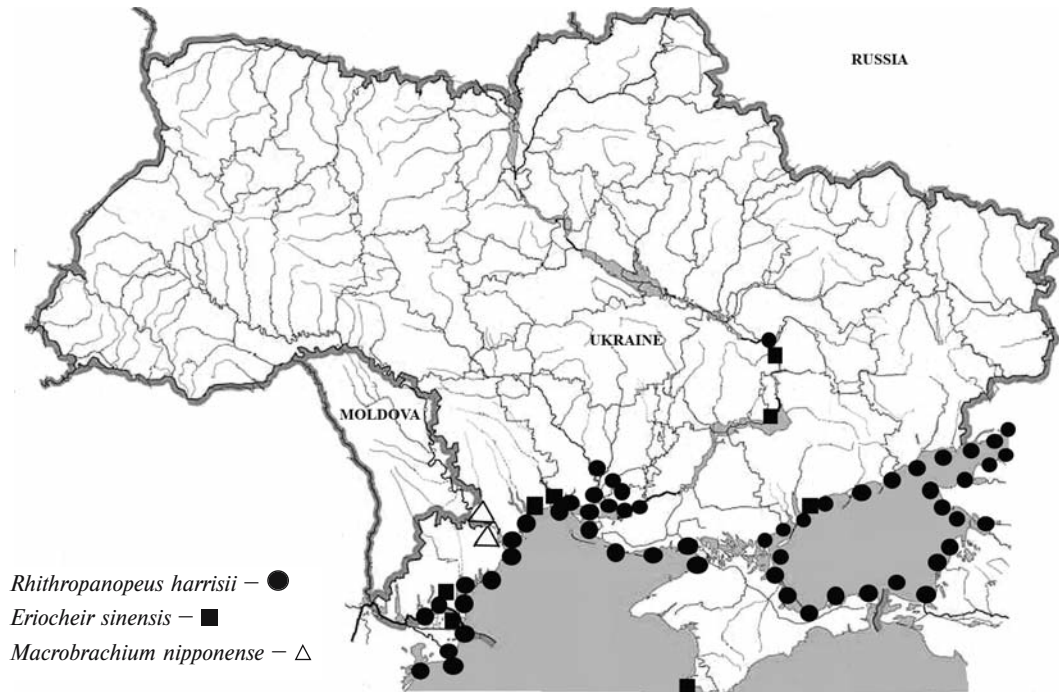 RUSSIA
UKRAINE
MOLDOVA
Rhithropanopeus harrisii –
Eriocheir sinensis –
Macrobrachium nipponense –